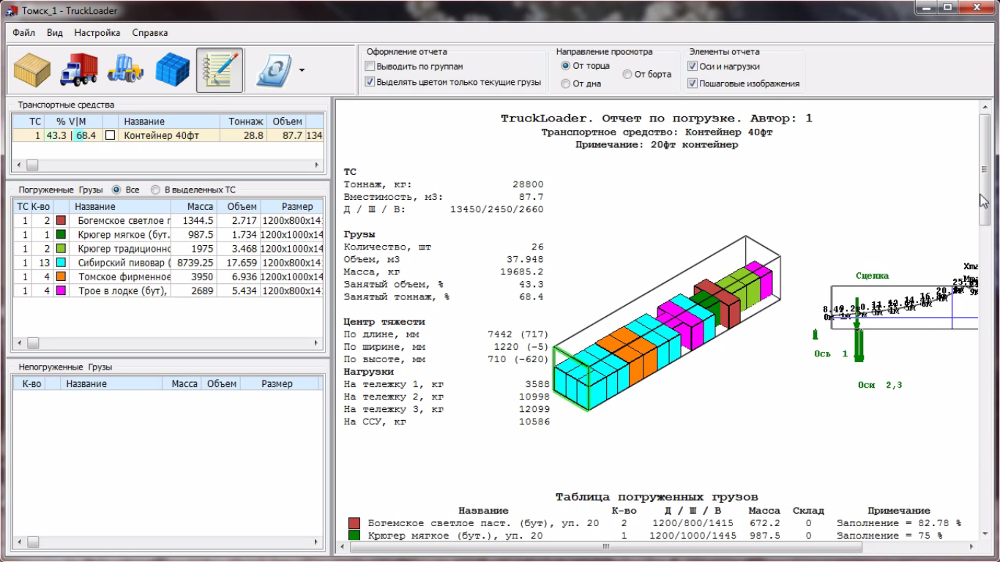 Томск_1 - TruckLoader
Файл Вид Настройка Справка
Оформление отчета
Выводить по группам
Выделять цветом только текущие грузы
Направление просмотра
От торца
От борта
От дна
Элементы отчета
Оси и нагрузки
Пошаговые изображения
Транспортные средства
ТС % V|M Название Тоннаж Объем
1 43.3 | 68.4 Контейнер 40фт 28.8 87.7 134
Погруженные Грузы Все В выделенных ТС
ТС К-во Название Масса Объем Размер
1 2 Богемское светлое г 1344.5 2.717 1200x800x141
1 1 Крюгер мягкое (бут. 987.5 1.734 1200x1000x14
1 2 Крюгер традиционно 1975 3.468 1200x1000x14
1 13 Сибирский пивовар ( 8739.25 17.659 1200x800x141
1 4 Томское фирменное 3950 6.936 1200x1000x14
1 4 Трое в лодке (бут), 2689 5.434 1200x800x141
Непогруженные Грузы
К-во Название Масса Объем Размер
TruckLoader. Отчет по погрузке. Автор: 1
Транспортное средство: Контейнер 40фт
Примечание: 20фт контейнер
ТС
Тоннаж, кг: 28800
Вместимость, м3: 87.7
Д / Ш / В: 13450/2450/2660
Грузы
Количество, шт 26
Объем, м3 37.948
Масса, кг 19685.2
Занятый объем, % 43.3
Занятый тоннаж, % 68.4
Центр тяжести
По длине, мм 7442 (717)
По ширине, мм 1220 (-5)
По высоте, мм 710 (-620)
Нагрузки
На тележку 1, кг 3588
На тележку 2, кг 10998
На тележку 3, кг 12099
На ССУ, кг 10586
Сцепка
Ось 1
Оси 2,3
Таблица погруженных грузов
Название К-во Д / Ш / В Масса Склад Примечание
Богемское светлое паст. (бут), уп. 20 2 1200/800/1415 672.2 0 Заполнение = 82.78 %
Крюгер мягкое (бут.), уп. 20 1 1200/1000/1445 987.5 0 Заполнение = 75 %